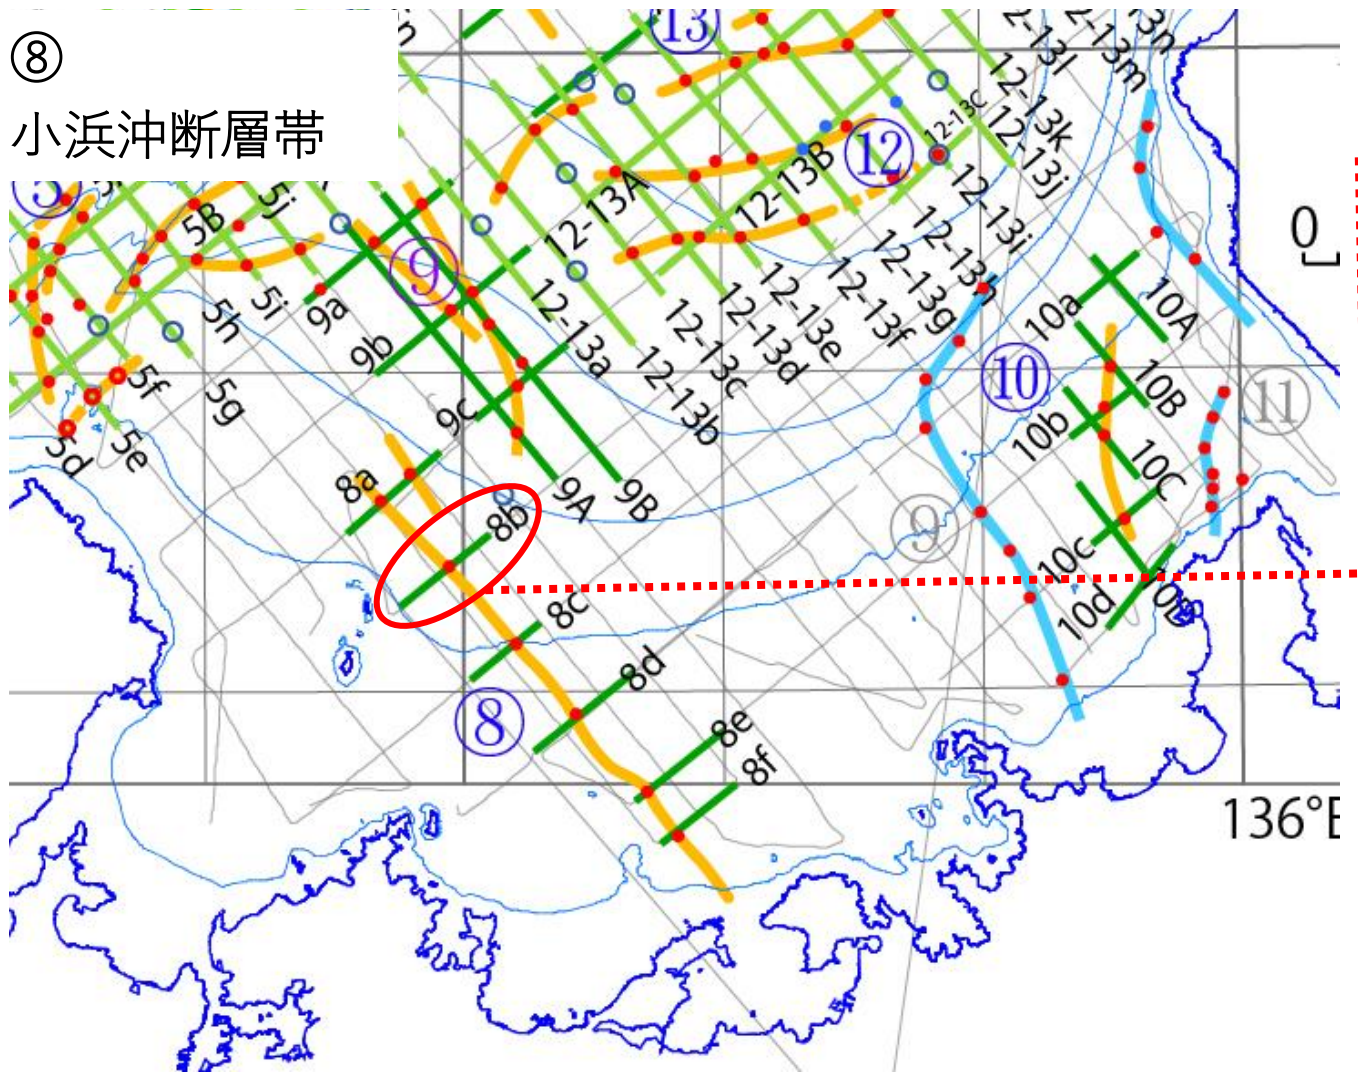 ⑧
小浜沖断層帯
⑬
12-13l
12-13m
13n
12-13k
12-13j
12-13C
⑫
12-13B
12-13A
12-13i
12-13h
12-13g
12-13f
12-13e
12-13d
12-13c
12-13b
12-13a
0
⑤
5B
5j
5i
5h
5g
5f
5e
5d
⑨
9a
9b
9c
9A
9B
10a
10A
⑩
10B
10b
10C
10c
10D
10d
⑪
⑨
8a
8b
8c
8d
8e
8f
⑧
136°E